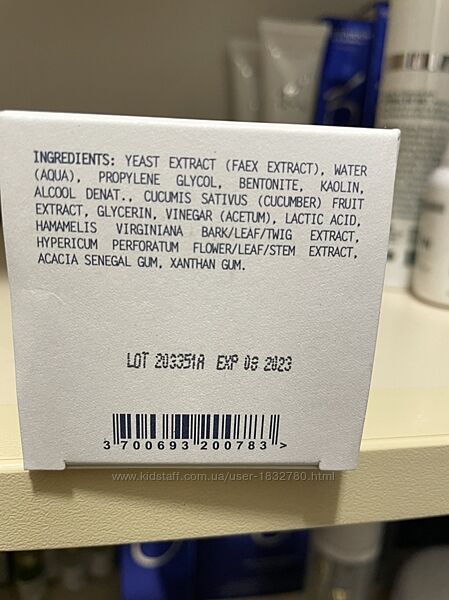 INGREDIENTS: YEAST EXTRACT (FAEX EXTRACT), WATER
(AQUA), PROPYLENE GLYCOL, BENTONITE, KAOLIN,
ALCOOL DENAT., CUCUMIS SATIVUS (CUCUMBER) FRUIT
EXTRACT, GLYCERIN, VINEGAR (ACETUM), LACTIC ACID,
HAMAMELIS VIRGINIANA BARK/LEAF/TWIG EXTRACT,
HYPERICUM PERFORATUM FLOWER/LEAF/STEM EXTRACT,
ACACIA SENEGAL GUM, XANTHAN GUM.
LOT 203351A EXP 09 2023
3 700693 200783 >
www.kidstaff.com.ua/user-1832780.html